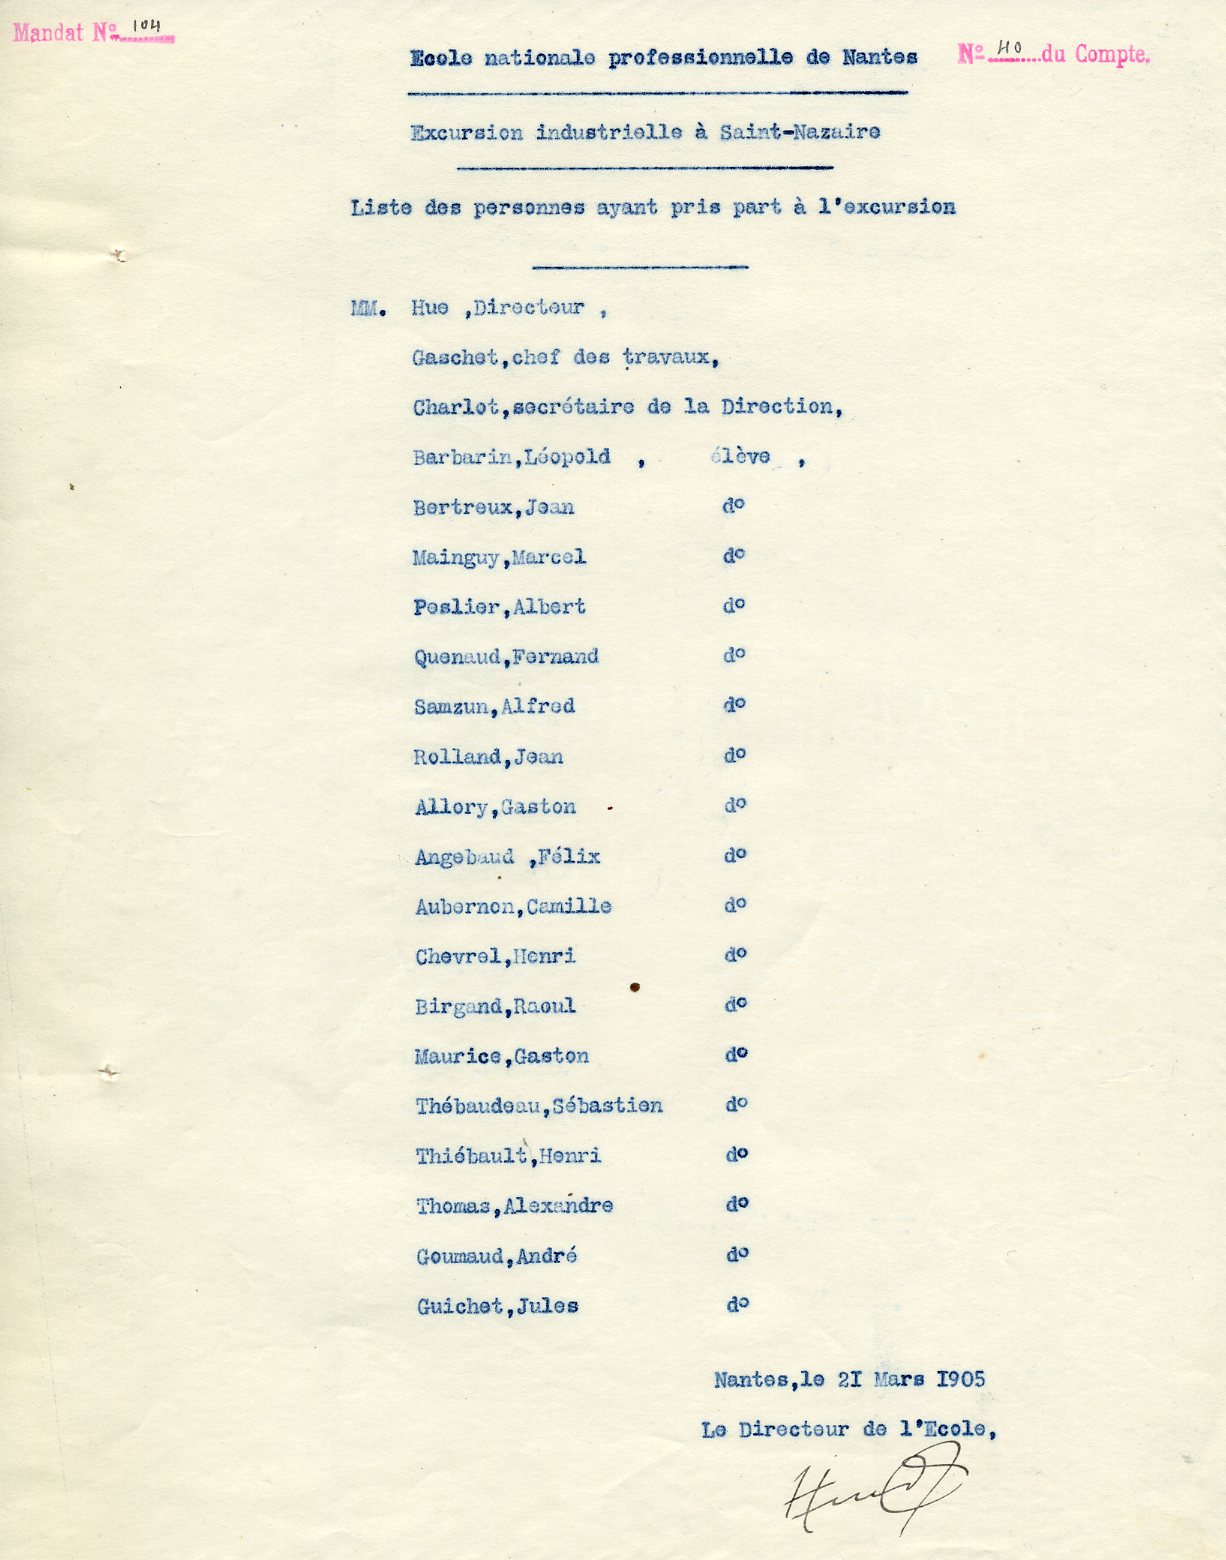 Mandat Nº 104
Nº 40 du Compte.
Ecole nationale professionnelle de Nantes
Excursion industrielle à Saint-Nazaire
Liste des personnes ayant pris part à l'excursion
MM. Hue ,Directeur ,
Gaschet,chef des travaux,
Charlot,secrétaire de la Direction,
Barbarin,Léopold , élève ,
Bertreux,Jean dº
Mainguy,Marcel dº
Peslier,Albert dº
Quenaud,Fernand dº
Samzun,Alfred dº
Rolland,Jean dº
Allory,Gaston dº
Angebaud ,Félix dº
Aubernon,Camille dº
Chevrel,Henri dº
Birgand,Raoul dº
Maurice,Gaston dº
Thébaudeau,Sébastien dº
Thiébault,Henri dº
Thomas,Alexandre dº
Goumaud,André dº
Guichet,Jules dº
Nantes,le 2I Mars I905
Le Directeur de l'Ecole,